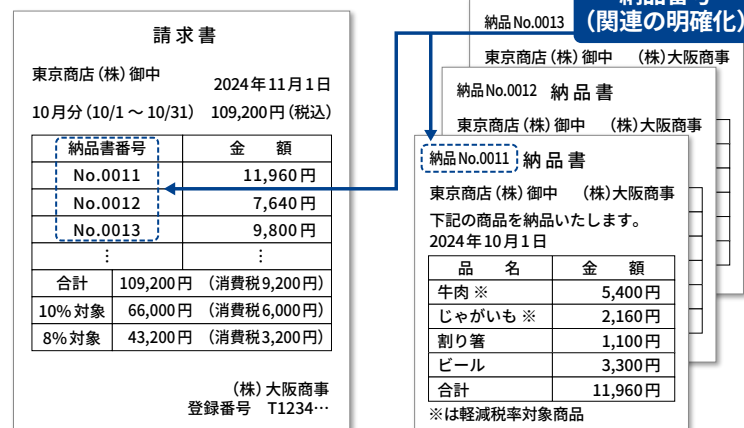 請求書
東京商店(株)御中
2024年11月1日
10月分(10/1～10/31) 109,200円(税込)
納品書番号 金 額
No.0011 11,960円
No.0012 7,640円
No.0013 9,800円
⋮ ⋮
合計 109,200円 (消費税9,200円)
10%対象 66,000円 (消費税6,000円)
8%対象 43,200円 (消費税3,200円)
(株)大阪商事
登録番号 T1234…
(関連の明確化)
納品No.0013
東京商店(株)御中 (株)大阪商事
納品No.0012 納品書
東京商店(株)御中 (株)大阪商事
納品No.0011 納品書
東京商店(株)御中 (株)大阪商事
下記の商品を納品いたします。
2024年10月1日
品 名 金 額
牛肉※ 5,400円
じゃがいも※ 2,160円
割り箸 1,100円
ビール 3,300円
合計 11,960円
※は軽減税率対象商品